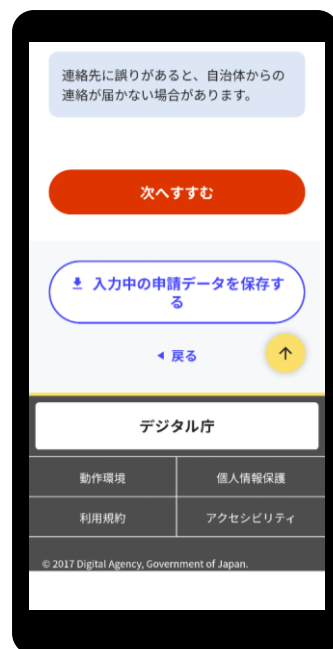 連絡先に誤りがあると、自治体からの
連絡が届かない場合があります。
次へすすむ
入力中の申請データを保存す
る
戻る
デジタル庁
動作環境
個人情報保護
利用規約
アクセシビリティ
© 2017 Digital Agency, Government of Japan.